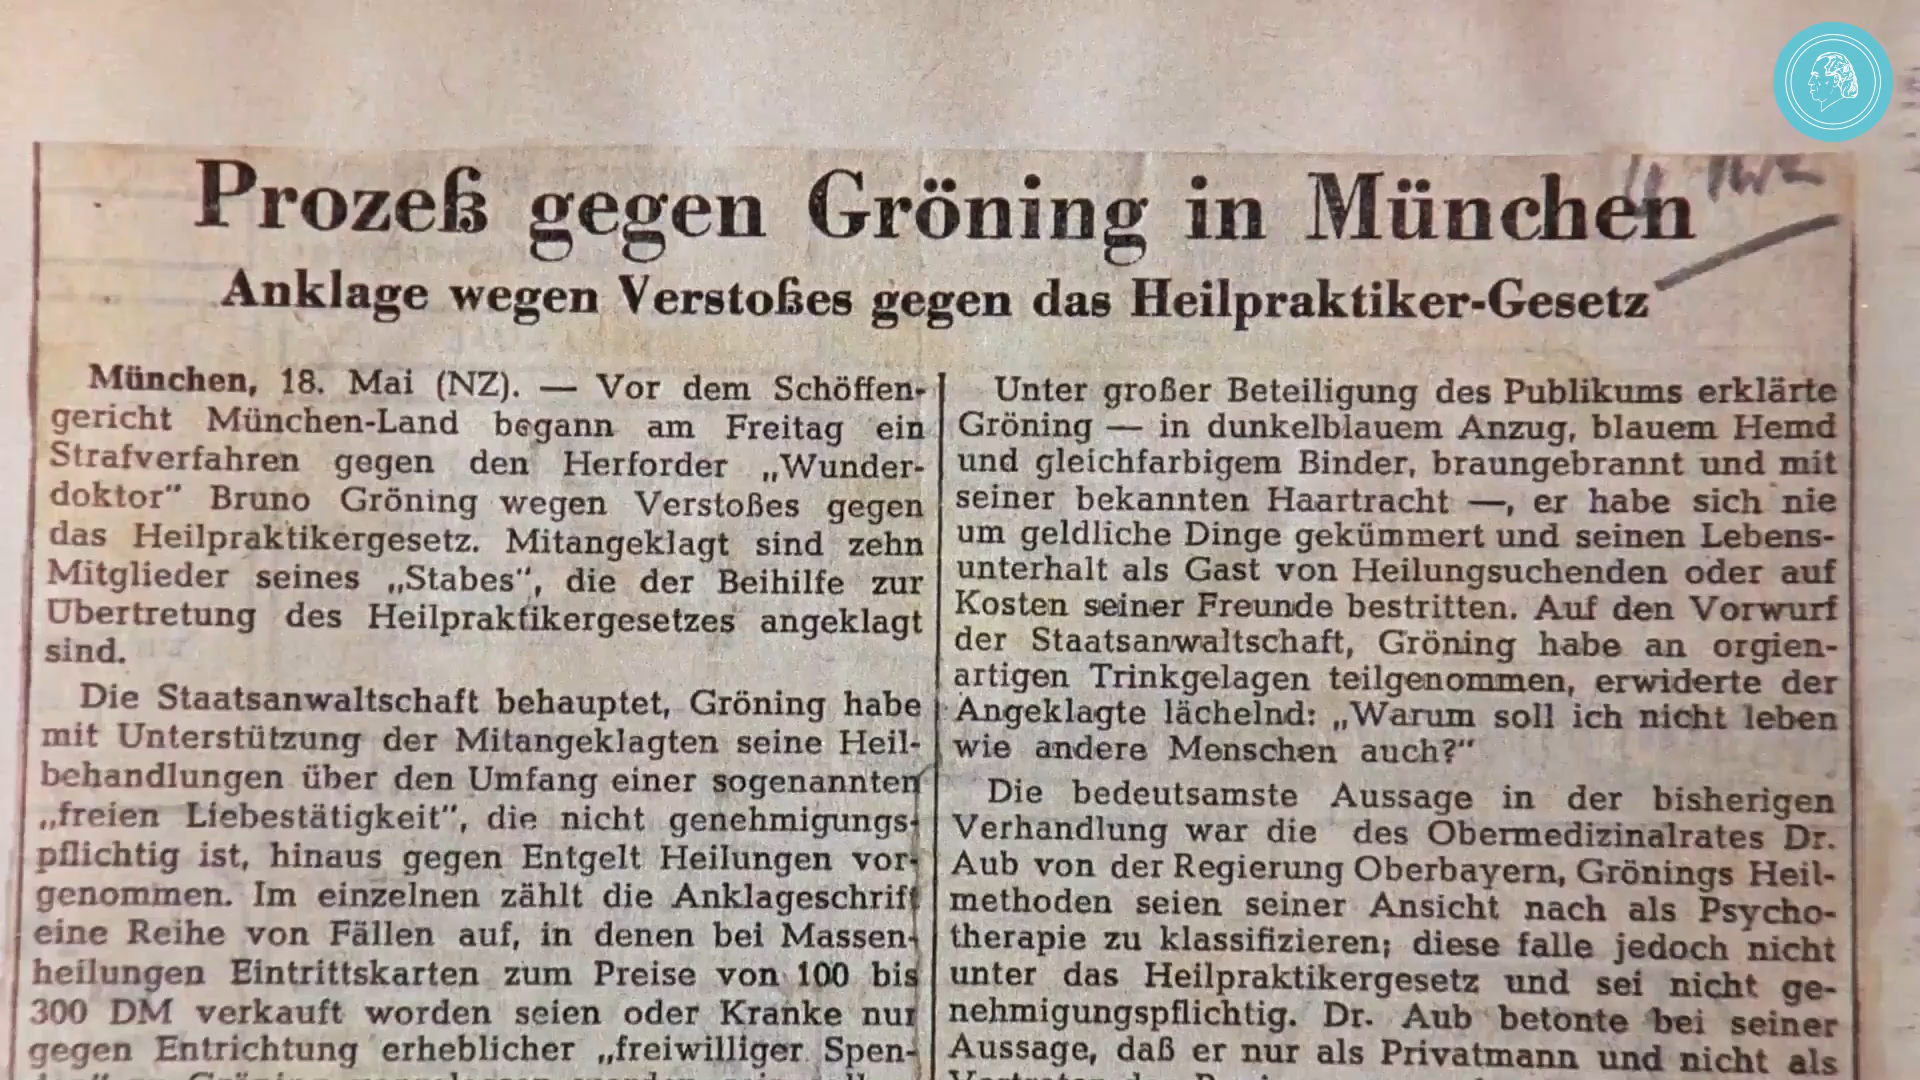 Prozeß gegen Gröning in München
Anklage wegen Verstoßes gegen das Heilpraktiker-Gesetz
München, 18. Mai (NZ). — Vor dem Schöffen-
gericht München-Land begann am Freitag ein
Strafverfahren gegen den Herforder „Wunder-
doktor" Bruno Gröning wegen Verstoßes gegen
das Heilpraktikergesetz. Mitangeklagt sind zehn
Mitglieder seines „Stabes", die der Beihilfe zur
Übertretung des Heilpraktikergesetzes angeklagt
sind.
Die Staatsanwaltschaft behauptet, Gröning habe
mit Unterstützung der Mitangeklagten seine Heil-
behandlungen über den Umfang einer sogenannten
„freien Liebestätigkeit", die nicht genehmigungs-
pflichtig ist, hinaus gegen Entgelt Heilungen vor-
genommen. Im einzelnen zählt die Anklageschrift
eine Reihe von Fällen auf, in denen bei Massen-
heilungen Eintrittskarten zum Preise von 100 bis
300 DM verkauft worden seien oder Kranke nur
gegen Entrichtung erheblicher „freiwilliger Spen-
Unter großer Beteiligung des Publikums erklärte
Gröning — in dunkelblauem Anzug, blauem Hemd
und gleichfarbigem Binder, braungebrannt und mit
seiner bekannten Haartracht —, er habe sich nie
um geldliche Dinge gekümmert und seinen Lebens-
unterhalt als Gast von Heilungsuchenden oder auf
Kosten seiner Freunde bestritten. Auf den Vorwurf
der Staatsanwaltschaft, Gröning habe an orgien-
artigen Trinkgelagen teilgenommen, erwiderte der
Angeklagte lächelnd: „Warum soll ich nicht leben
wie andere Menschen auch?"
Die bedeutsamste Aussage in der bisherigen
Verhandlung war die des Obermedizinalrates Dr.
Aub von der Regierung Oberbayern, Grönings Heil-
methoden seien seiner Ansicht nach als Psycho-
therapie zu klassifizieren; diese falle jedoch nicht
unter das Heilpraktikergesetz und sei nicht ge-
nehmigungspflichtig. Dr. Aub betonte bei seiner
Aussage, daß er nur als Privatmann und nicht als